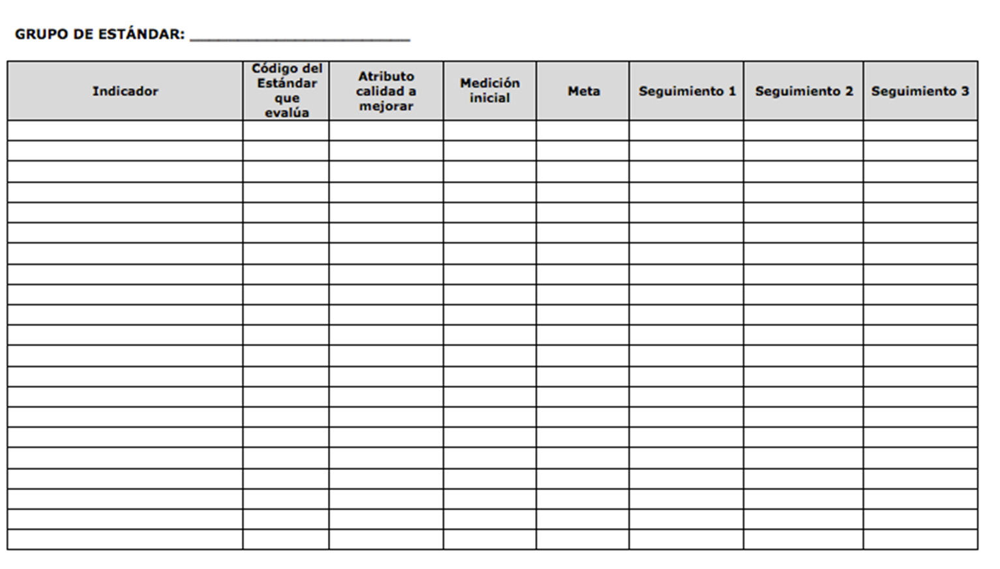 GRUPO DE ESTÁNDAR: _________________________
Indicador
Código del
Estándar
que
evalúa
Atributo
calidad a
mejorar
Medición
inicial
Meta
Seguimiento 1
Seguimiento 2
Seguimiento 3